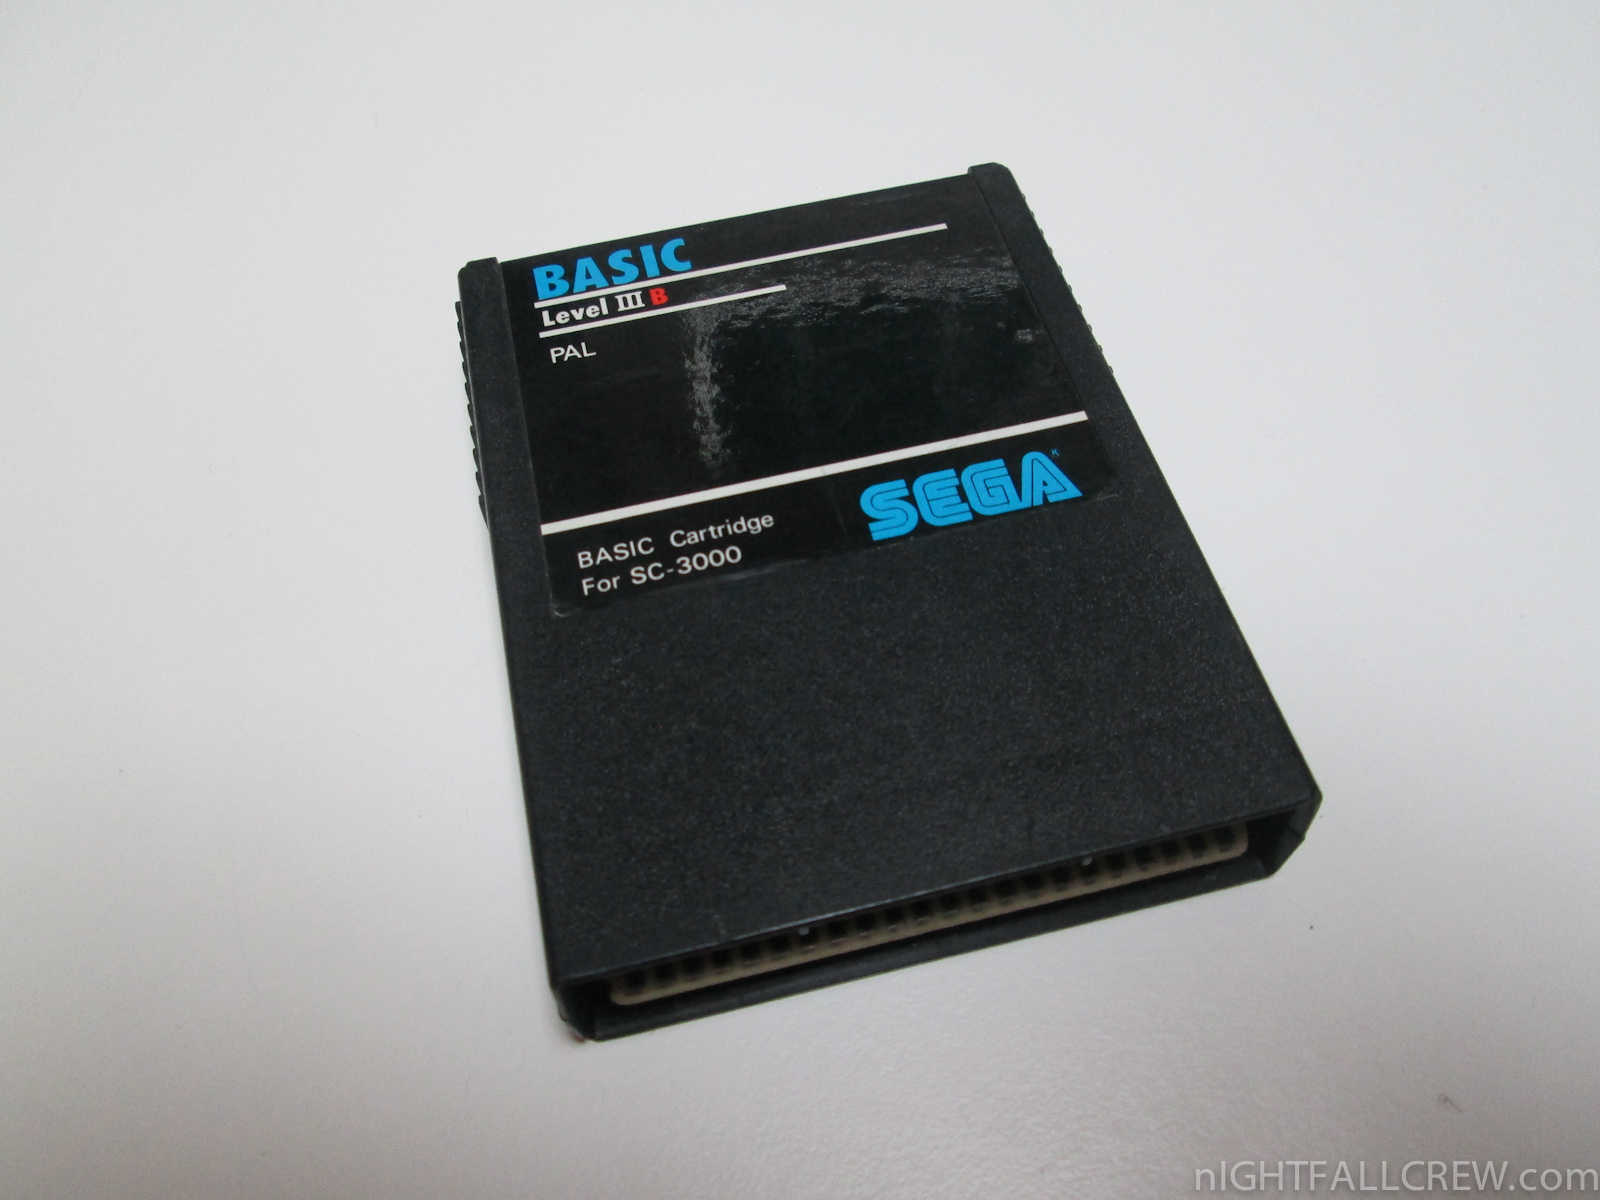 BASIC
Level III B
PAL
SEGA®
BASIC Cartridge
For SC-3000
nIGHTFALLCREW.com